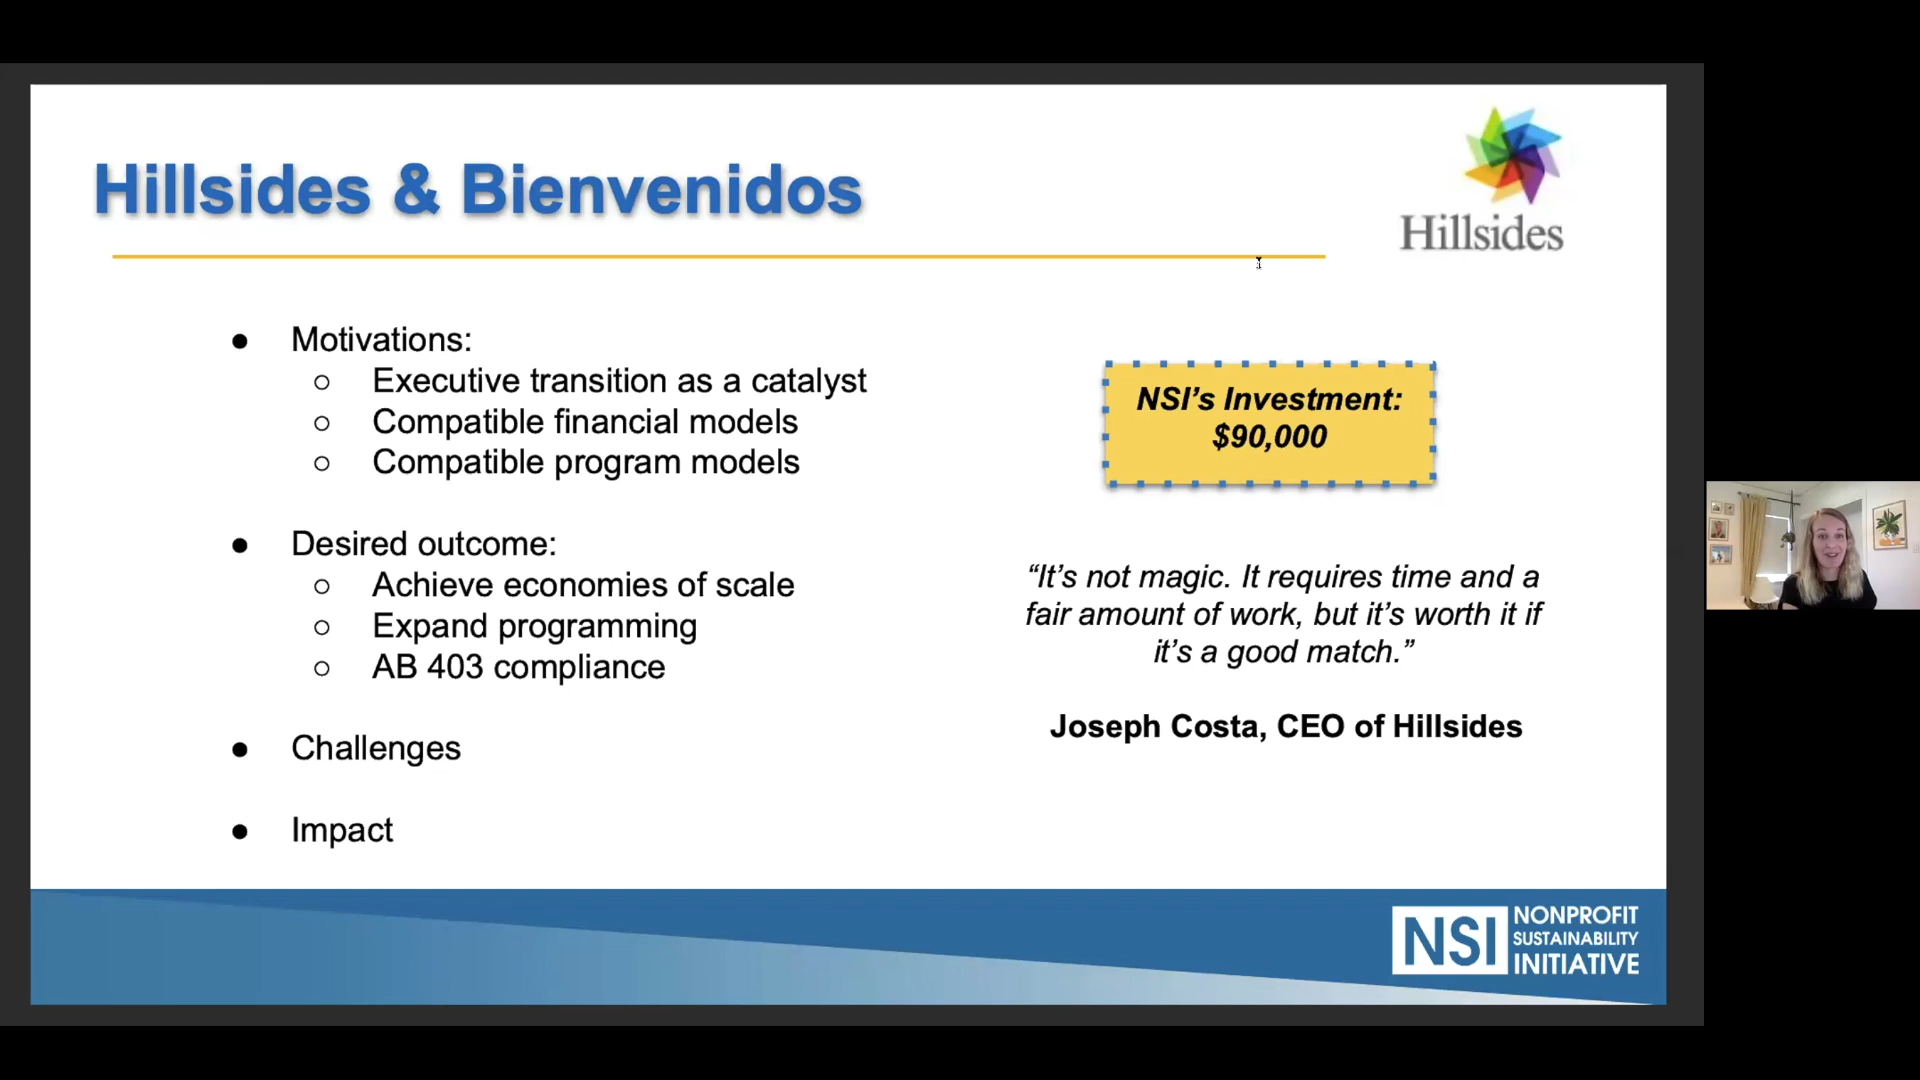 Hillsides & Bienvenidos
Hillsides
● Motivations:
○ Executive transition as a catalyst
○ Compatible financial models
○ Compatible program models
● Desired outcome:
○ Achieve economies of scale
○ Expand programming
○ AB 403 compliance
● Challenges
● Impact
NSI’s Investment:
$90,000
“It’s not magic. It requires time and a
fair amount of work, but it’s worth it if
it’s a good match.”
Joseph Costa, CEO of Hillsides
NSI
NONPROFIT
SUSTAINABILITY
INITIATIVE